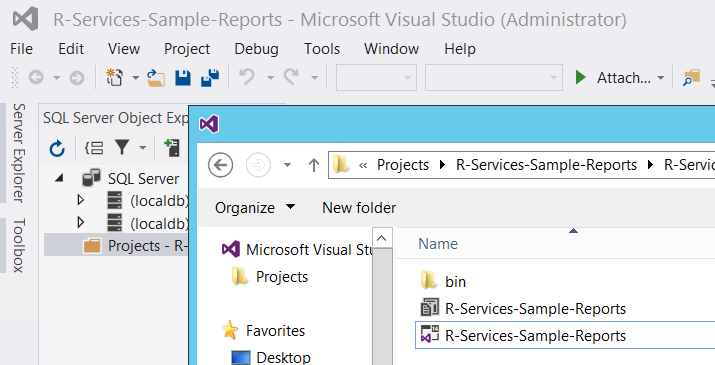 R-Services-Sample-Reports - Microsoft Visual Studio (Administrator)
File Edit View Project Debug Tools Window Help
Attach...
Server Explorer
Toolbox
SQL Server Object Exp
SQL Server
(localdb)
(localdb)
Projects - R-
« Projects R-Services-Sample-Reports R-Servic
Organize New folder
Microsoft Visual Stu
Projects
Favorites
Desktop
Name
bin
R-Services-Sample-Reports
R-Services-Sample-Reports